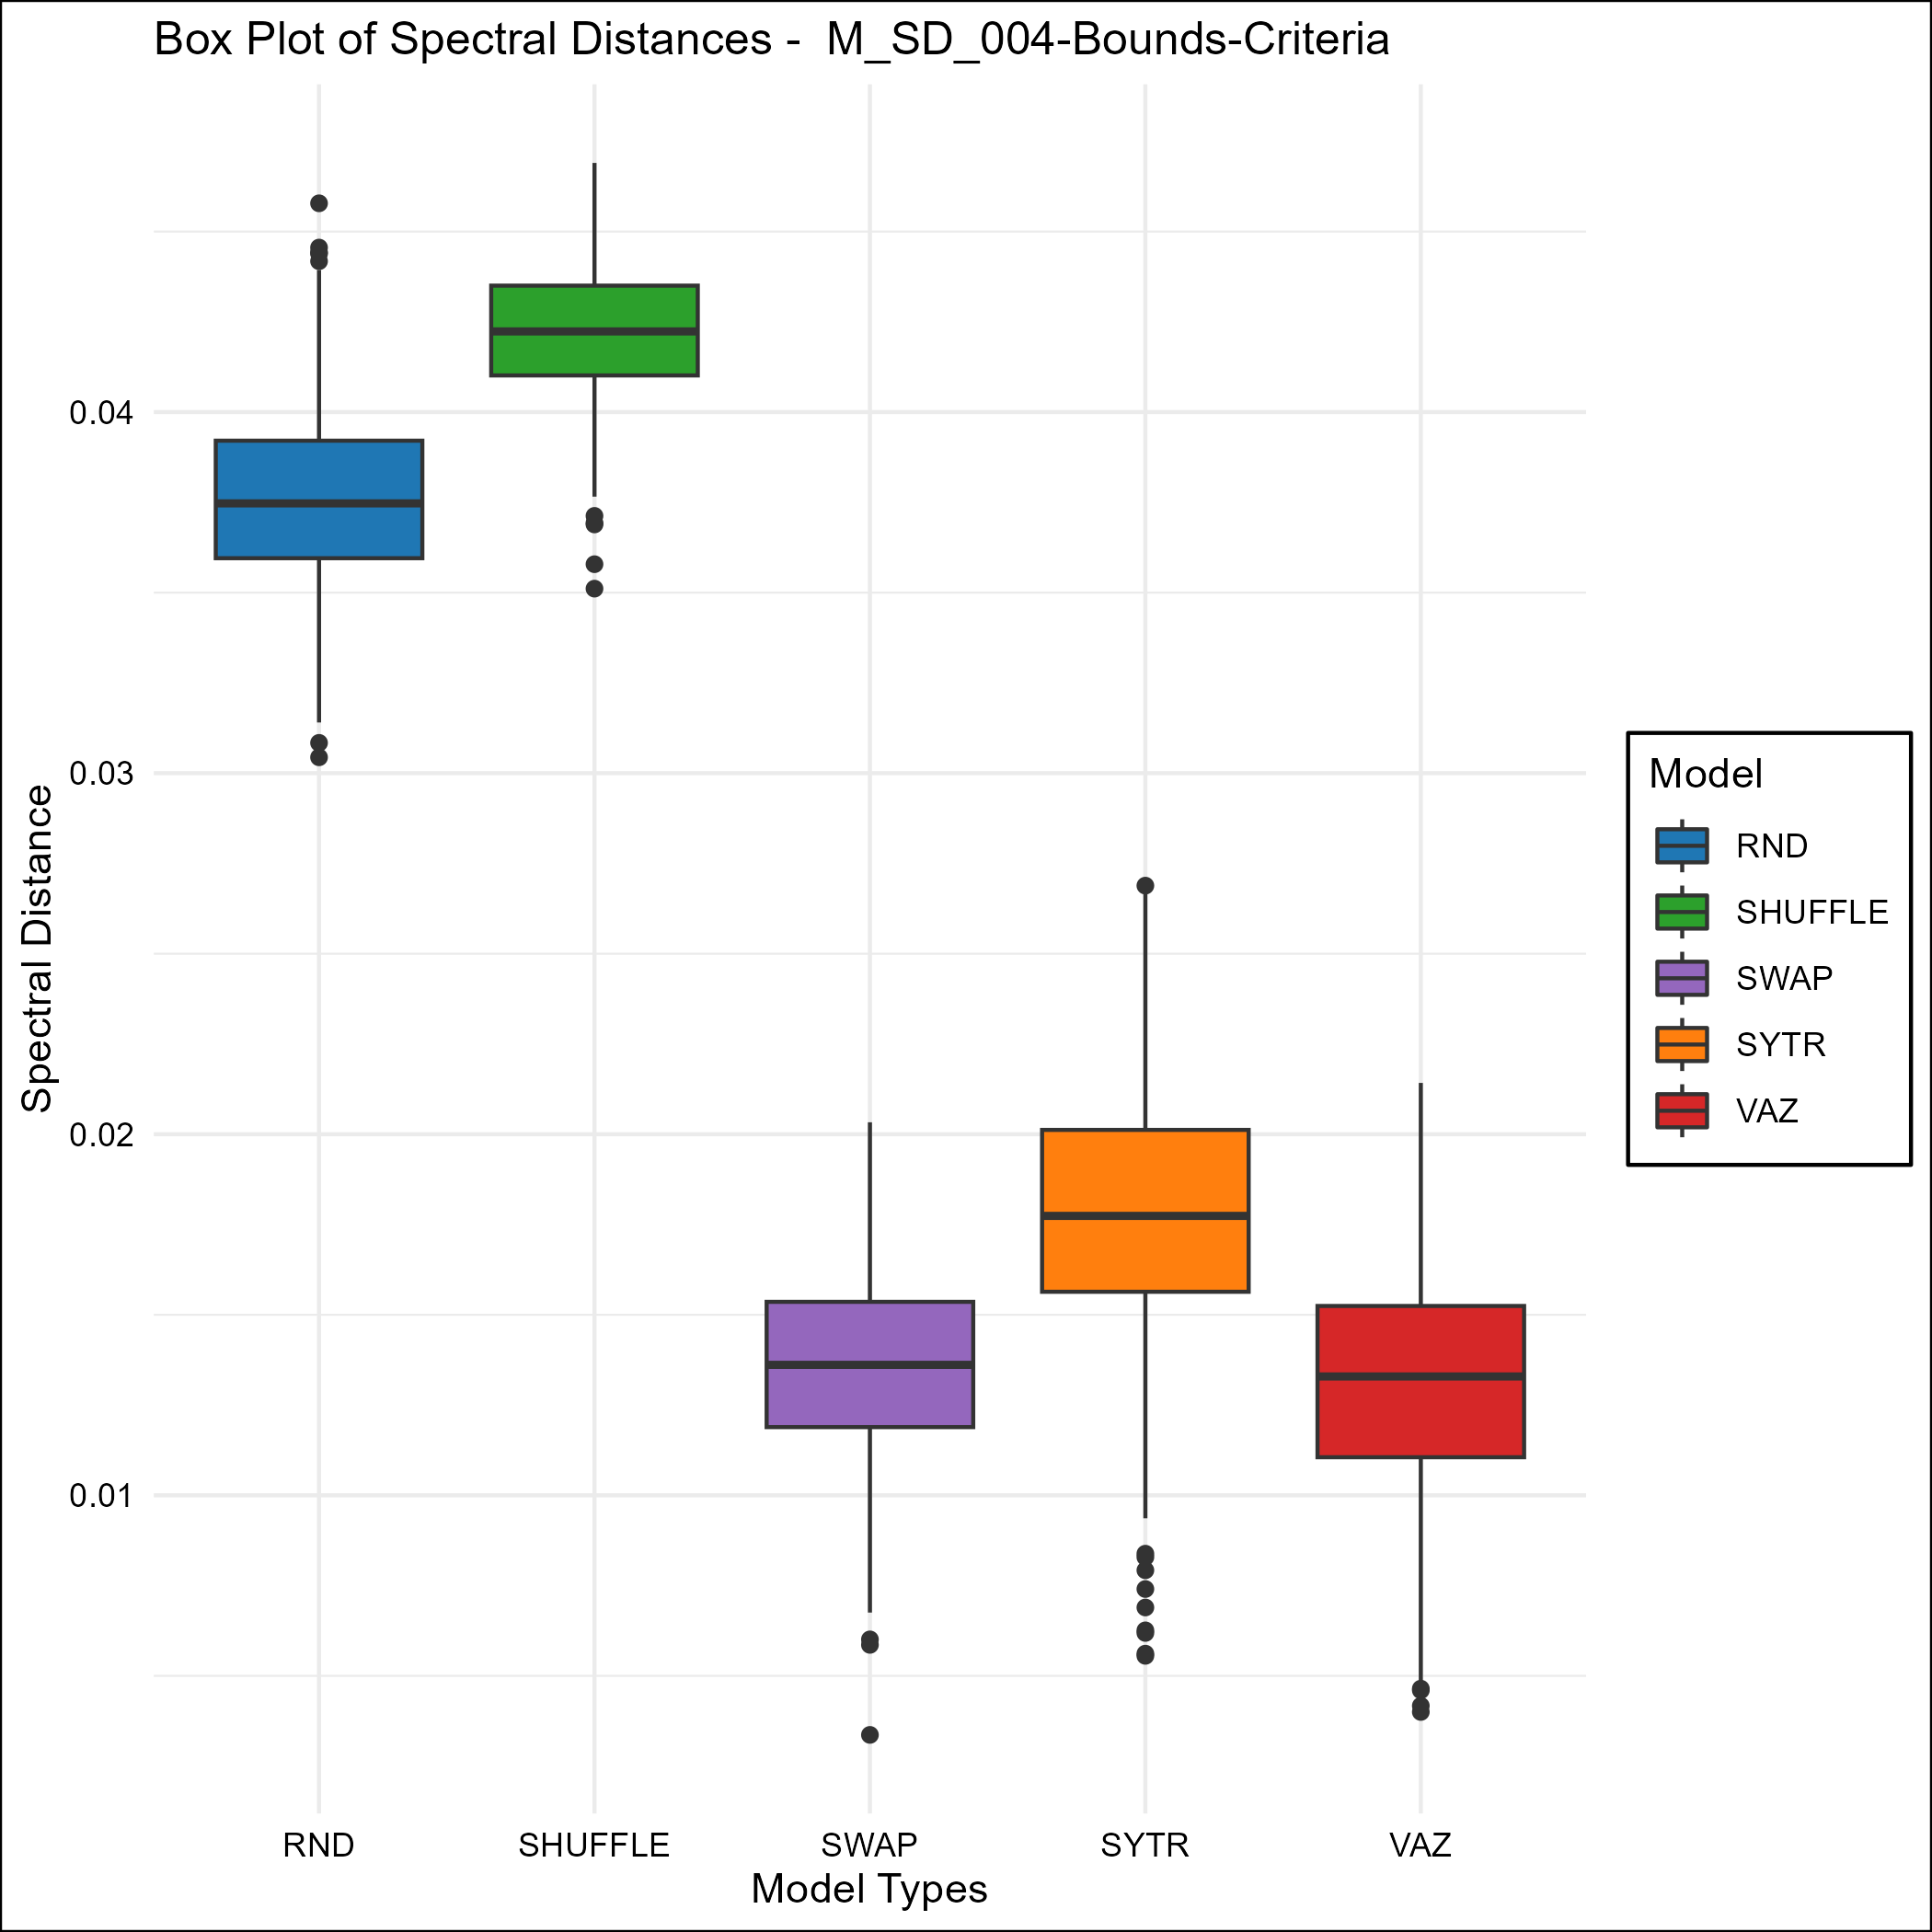 Box Plot of Spectral Distances -  M_SD_004-Bounds-Criteria
0.04
0.03
0.02
0.01
Spectral Distance
RND
SHUFFLE
SWAP
SYTR
VAZ
Model Types
Model
RND
SHUFFLE
SWAP
SYTR
VAZ